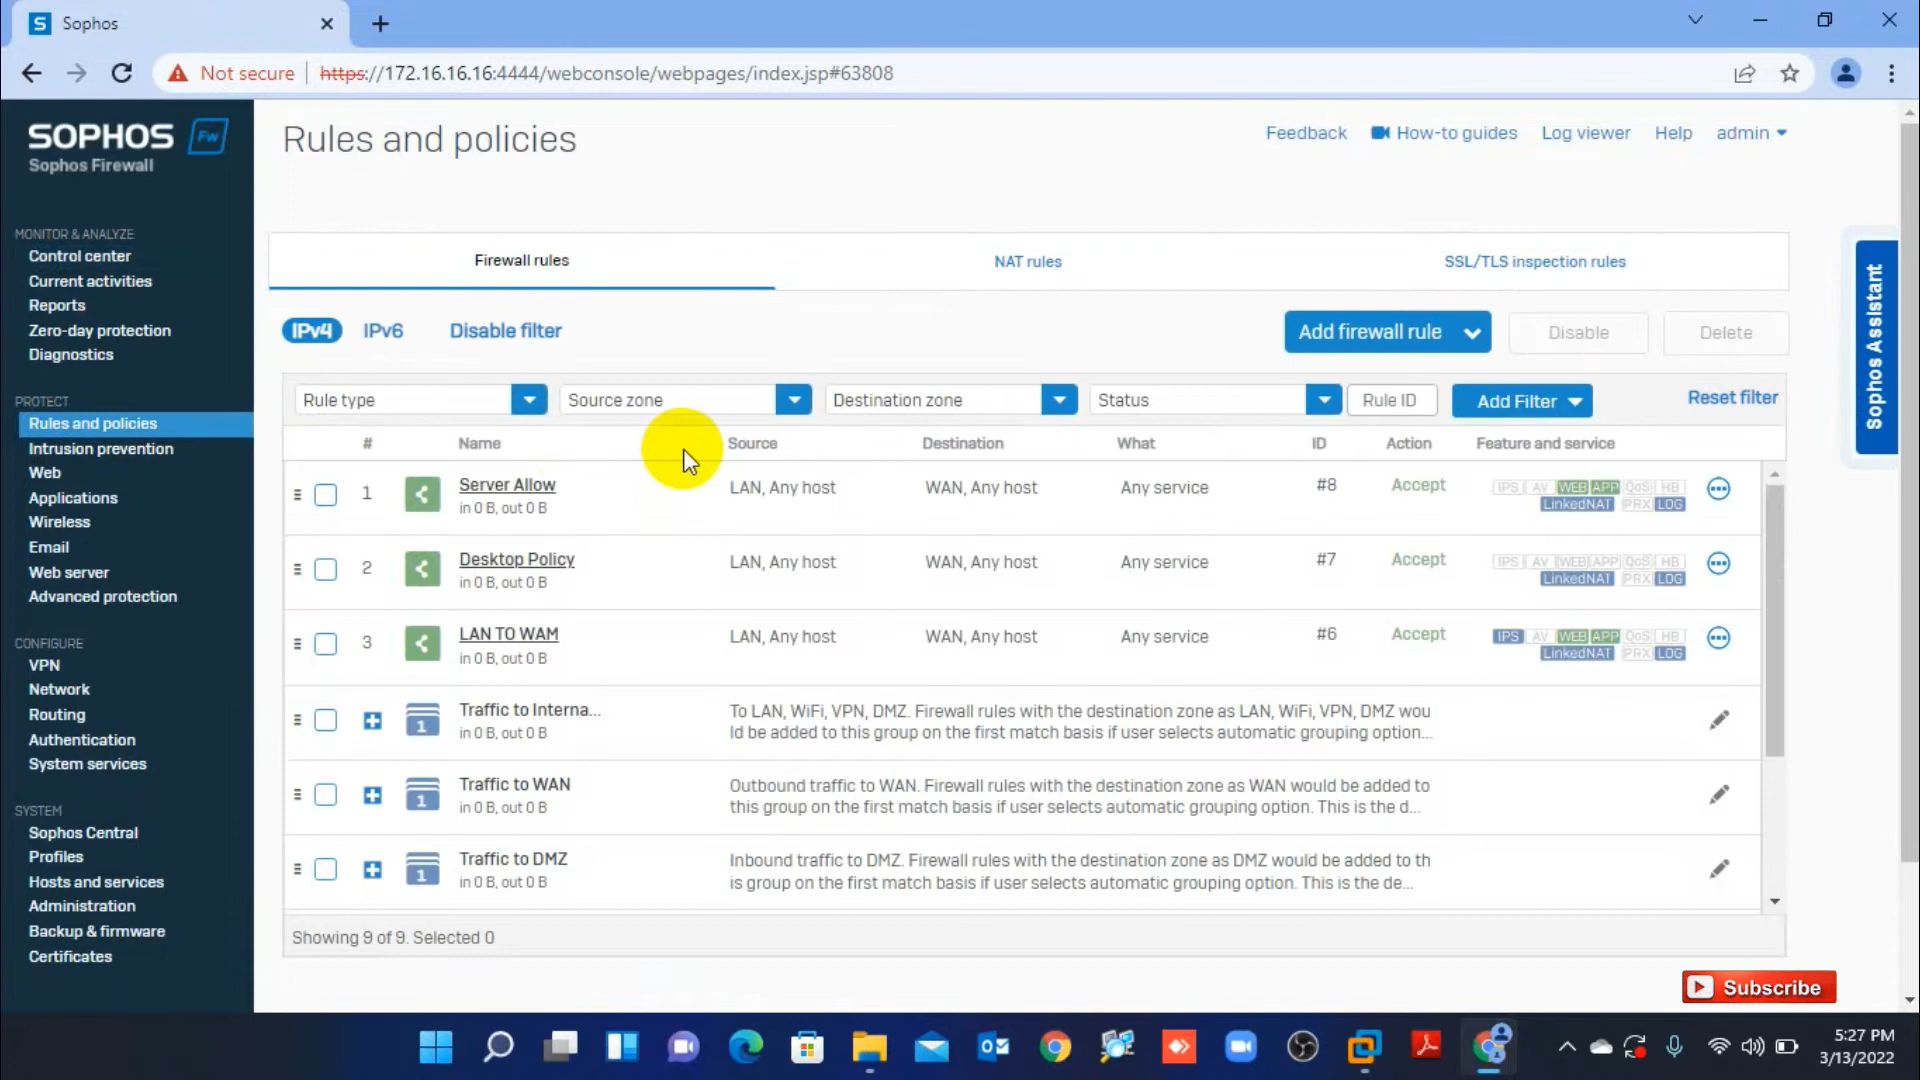 Sophos
Not secure https://172.16.16.16:4444/webconsole/webpages/index.jsp#63808
SOPHOS Fw
Sophos Firewall
MONITOR & ANALYZE
Control center
Current activities
Reports
Zero-day protection
Diagnostics
PROTECT
Rules and policies
Intrusion prevention
Web
Applications
Wireless
Email
Web server
Advanced protection
CONFIGURE
VPN
Network
Routing
Authentication
System services
SYSTEM
Sophos Central
Profiles
Hosts and services
Administration
Backup & firmware
Certificates
Rules and policies
Feedback How-to guides Log viewer Help admin
Firewall rules NAT rules SSL/TLS inspection rules
IPv4 IPv6 Disable filter Add firewall rule Disable Delete
Rule type Source zone Destination zone Status Rule ID Add Filter Reset filter
# Name Source Destination What ID Action Feature and service
1 Server Allow LAN, Any host WAN, Any host Any service #8 Accept IPS AV WEB APP QoS HB
in 0 B, out 0 B LinkedNAT PRX LOG
2 Desktop Policy LAN, Any host WAN, Any host Any service #7 Accept IPS AV WEB APP QoS HB
in 0 B, out 0 B LinkedNAT PRX LOG
3 LAN TO WAM LAN, Any host WAN, Any host Any service #6 Accept IPS AV WEB APP QoS HB
in 0 B, out 0 B LinkedNAT PRX LOG
1 Traffic to Interna... To LAN, WiFi, VPN, DMZ. Firewall rules with the destination zone as LAN, WiFi, VPN, DMZ wou
in 0 B, out 0 B ld be added to this group on the first match basis if user selects automatic grouping option...
1 Traffic to WAN Outbound traffic to WAN. Firewall rules with the destination zone as WAN would be added to
in 0 B, out 0 B this group on the first match basis if user selects automatic grouping option. This is the d...
1 Traffic to DMZ Inbound traffic to DMZ. Firewall rules with the destination zone as DMZ would be added to th
in 0 B, out 0 B is group on the first match basis if user selects automatic grouping option. This is the de...
Showing 9 of 9. Selected 0
Sophos Assistant
Subscribe
5:27 PM
3/13/2022